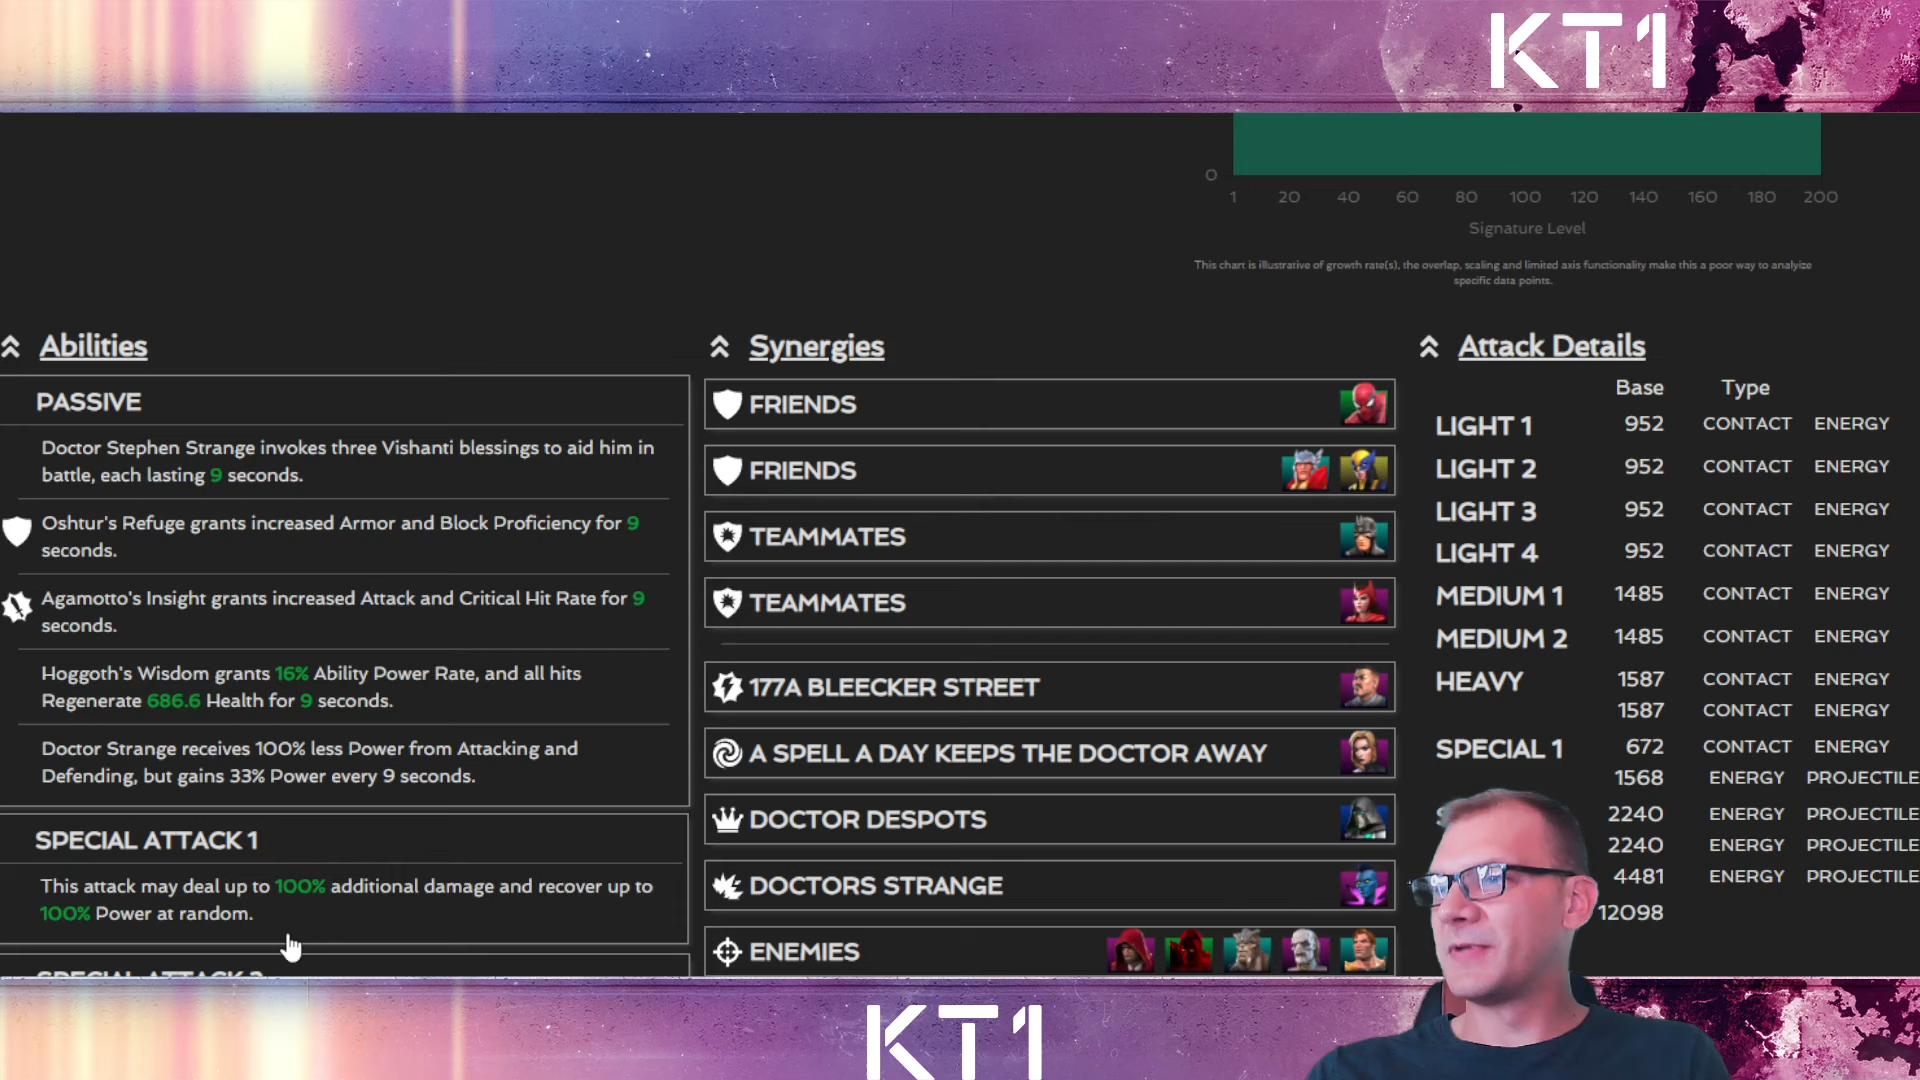 KT1
0
1 20 40 60 80 100 120 140 160 180 200
Signature Level
This chart is illustrative of growth rate(s), the overlap, scaling and limited axis functionality make this a poor way to analyize
specific data points.
Abilities
PASSIVE
Doctor Stephen Strange invokes three Vishanti blessings to aid him in
battle, each lasting 9 seconds.
Oshtur's Refuge grants increased Armor and Block Proficiency for 9
seconds.
Agamotto's Insight grants increased Attack and Critical Hit Rate for 9
seconds.
Hoggoth's Wisdom grants 16% Ability Power Rate, and all hits
Regenerate 686.6 Health for 9 seconds.
Doctor Strange receives 100% less Power from Attacking and
Defending, but gains 33% Power every 9 seconds.
SPECIAL ATTACK 1
This attack may deal up to 100% additional damage and recover up to
100% Power at random.
SPECIAL ATTACK 2
Synergies
FRIENDS
FRIENDS
TEAMMATES
TEAMMATES
177A BLEECKER STREET
A SPELL A DAY KEEPS THE DOCTOR AWAY
DOCTOR DESPOTS
DOCTORS STRANGE
ENEMIES
Attack Details
Base Type
LIGHT 1 952 CONTACT ENERGY
LIGHT 2 952 CONTACT ENERGY
LIGHT 3 952 CONTACT ENERGY
LIGHT 4 952 CONTACT ENERGY
MEDIUM 1 1485 CONTACT ENERGY
MEDIUM 2 1485 CONTACT ENERGY
HEAVY 1587 CONTACT ENERGY
1587 CONTACT ENERGY
SPECIAL 1 672 CONTACT ENERGY
1568 ENERGY PROJECTILE
2240 ENERGY PROJECTILE
2240 ENERGY PROJECTILE
4481 ENERGY PROJECTILE
12098
KT1